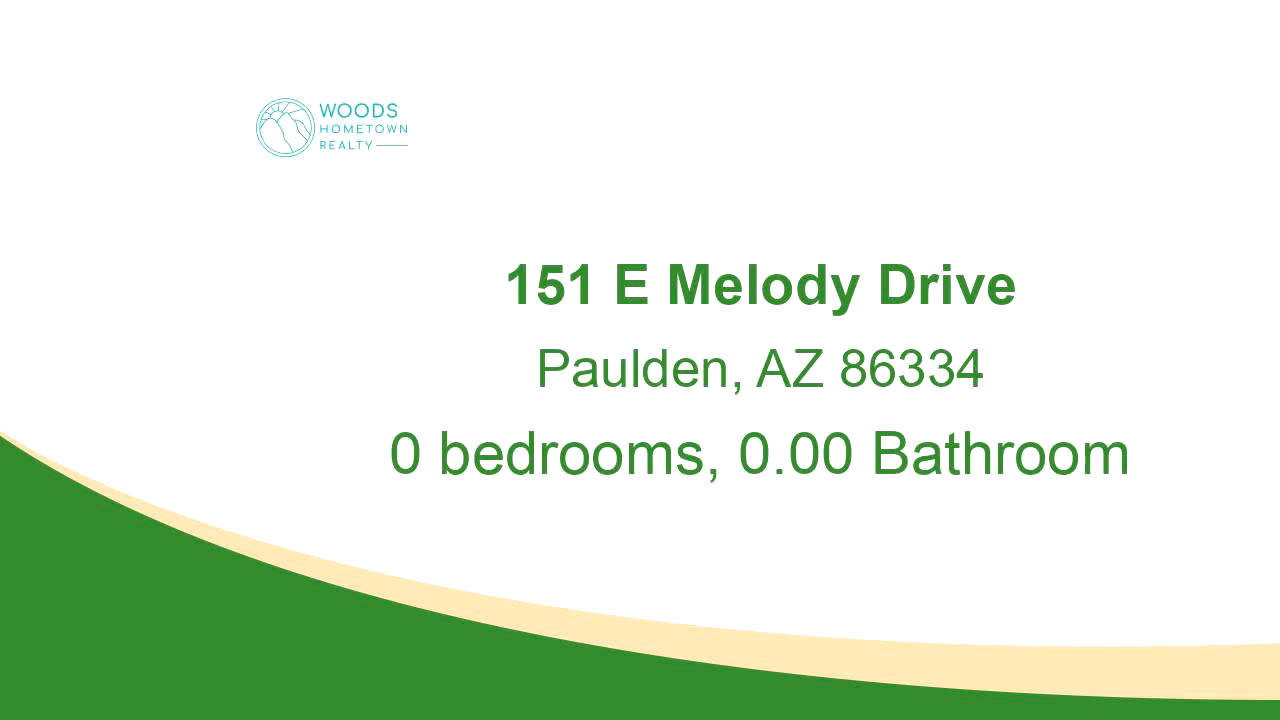 WOODS
HOMETOWN
REALTY
151 E Melody Drive
Paulden, AZ 86334
0 bedrooms, 0.00 Bathroom